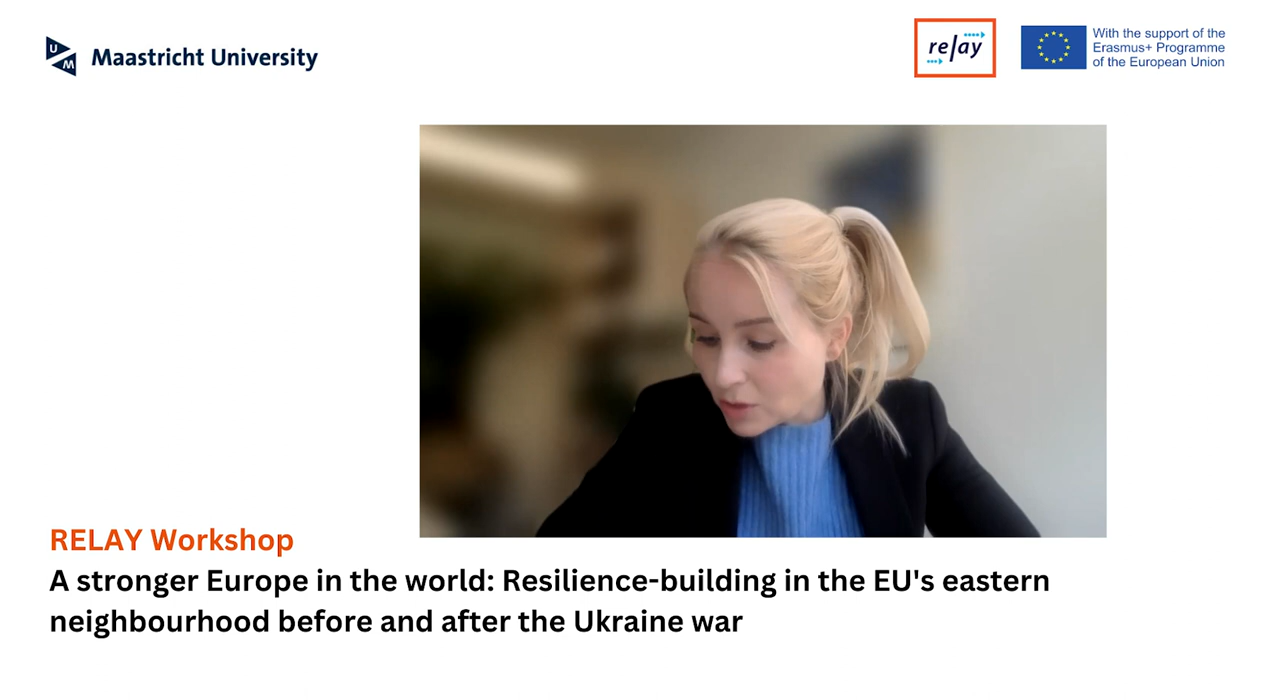 UM
Maastricht University
relay
With the support of the
Erasmus+ Programme
of the European Union
RELAY Workshop
A stronger Europe in the world: Resilience-building in the EU's eastern
neighbourhood before and after the Ukraine war